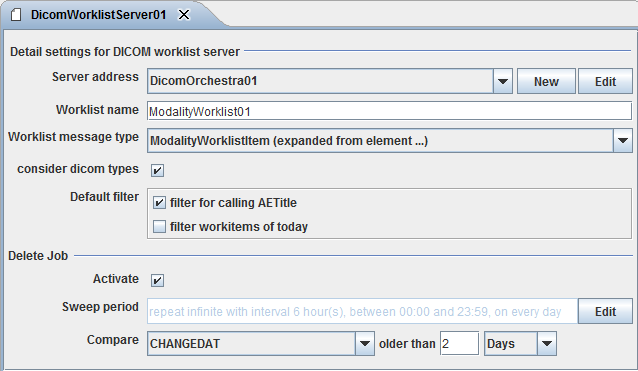 DicomWorklistServer01
Detail settings for DICOM worklist server
Server address DicomOrchestra01 New Edit
Worklist name ModalityWorklist01
Worklist message type ModalityWorklistItem (expanded from element ...)
consider dicom types
Default filter filter for calling AETitle
filter workitems of today
Delete Job
Activate
Sweep period repeat infinite with interval 6 hour(s), between 00:00 and 23:59, on every day Edit
Compare CHANGEDAT older than 2 Days